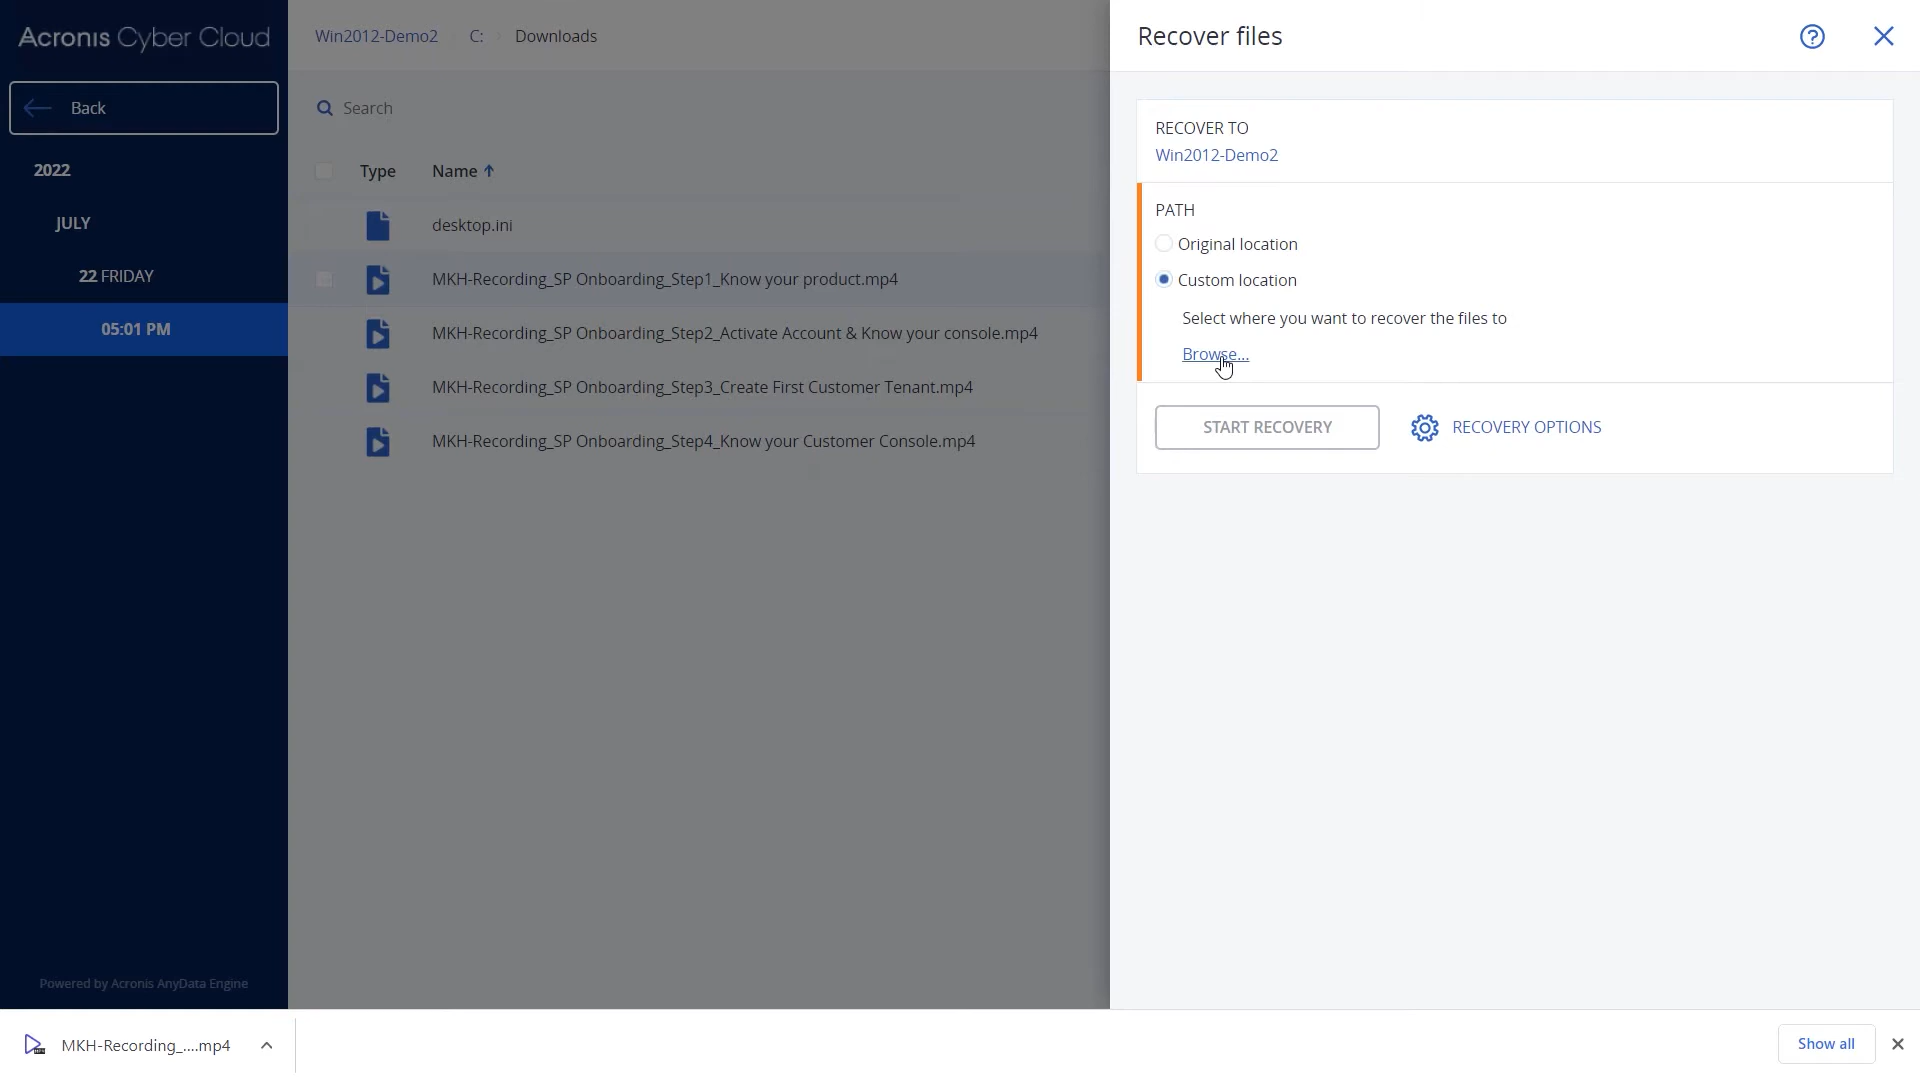 Acronis Cyber Cloud
Back
2022
JULY
22 FRIDAY
05:01 PM
Powered by Acronis AnyData Engine
Win2012-Demo2 C: Downloads
Search
Type Name
desktop.ini
MKH-Recording_SP Onboarding_Step1_Know your product.mp4
MKH-Recording_SP Onboarding_Step2_Activate Account & Know your console.mp4
MKH-Recording_SP Onboarding_Step3_Create First Customer Tenant.mp4
MKH-Recording_SP Onboarding_Step4_Know your Customer Console.mp4
Recover files
RECOVER TO
Win2012-Demo2
PATH
Original location
Custom location
Select where you want to recover the files to
Browse...
START RECOVERY
RECOVERY OPTIONS
MKH-Recording_....mp4
Show all